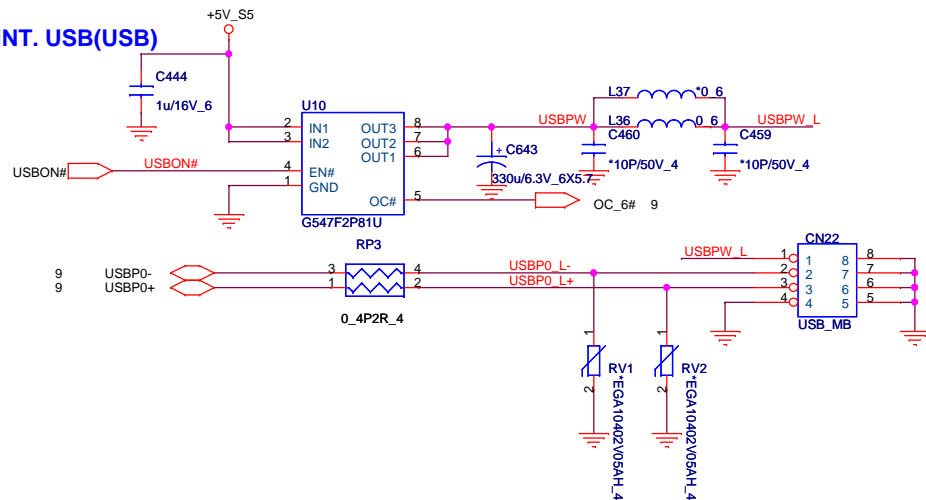 +5V_S5
INT. USB(USB)
C444
1u/16V_6
U10
2 IN1 OUT3 8
3 IN2 OUT2 7
OUT1 6
4 EN#
1 GND
OC# 5
G547F2P81U
USBON# USBON#
+ C643
330u/6.3V_6X5.7
USBPW
L37 *0_6
L36 0_6
USBPW_L
C460
*10P/50V_4
C459
*10P/50V_4
OC_6# 9
RP3
9 USBP0- 3 4 USBP0_L-
9 USBP0+ 1 2 USBP0_L+
0_4P2R_4
CN22
USBPW_L 1 1 8 8
2 2 7 7
3 3 6 6
4 4 5 5
USB_MB
1 RV1 2
*EGA10402V05AH_4
1 RV2 2
*EGA10402V05AH_4